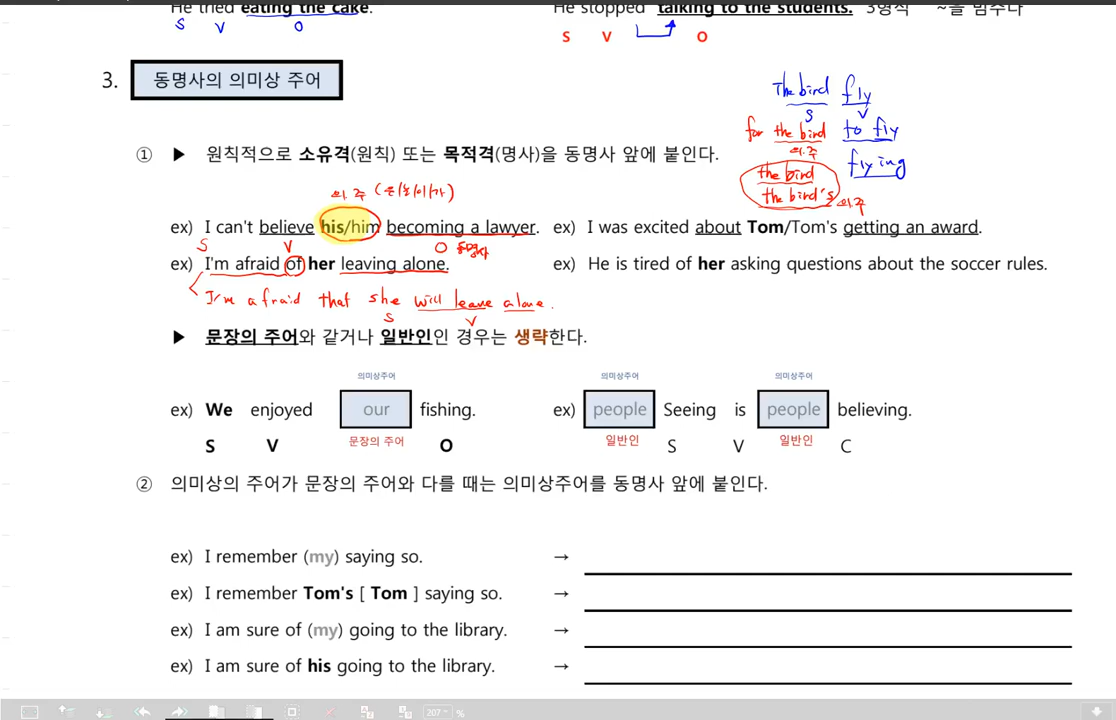 He tried eating the cake. He stopped talking to the students. 3형식 ~을 멈추다
S V O S V O
3. 동명사의 의미상 주어
The bird fly
S V
for the bird to fly
의.주
① ▶ 원칙적으로 소유격(원칙) 또는 목적격(명사)을 동명사 앞에 붙인다.
flying
the bird
the bird's 의.주
의.주 (은/는/이/가)
ex) I can't believe his/him becoming a lawyer. ex) I was excited about Tom/Tom's getting an award.
S V O 동명사
ex) I'm afraid of her leaving alone. ex) He is tired of her asking questions about the soccer rules.
I'm afraid that she will leave alone.
S V
▶ 문장의 주어와 같거나 일반인인 경우는 생략한다.
의미상주어 의미상주어 의미상주어
ex) We enjoyed our fishing. ex) people Seeing is people believing.
S V 문장의 주어 O 일반인 S V 일반인 C
② 의미상의 주어가 문장의 주어와 다를 때는 의미상주어를 동명사 앞에 붙인다.
ex) I remember (my) saying so. →
ex) I remember Tom's [ Tom ] saying so. →
ex) I am sure of (my) going to the library. →
ex) I am sure of his going to the library. →
207 %